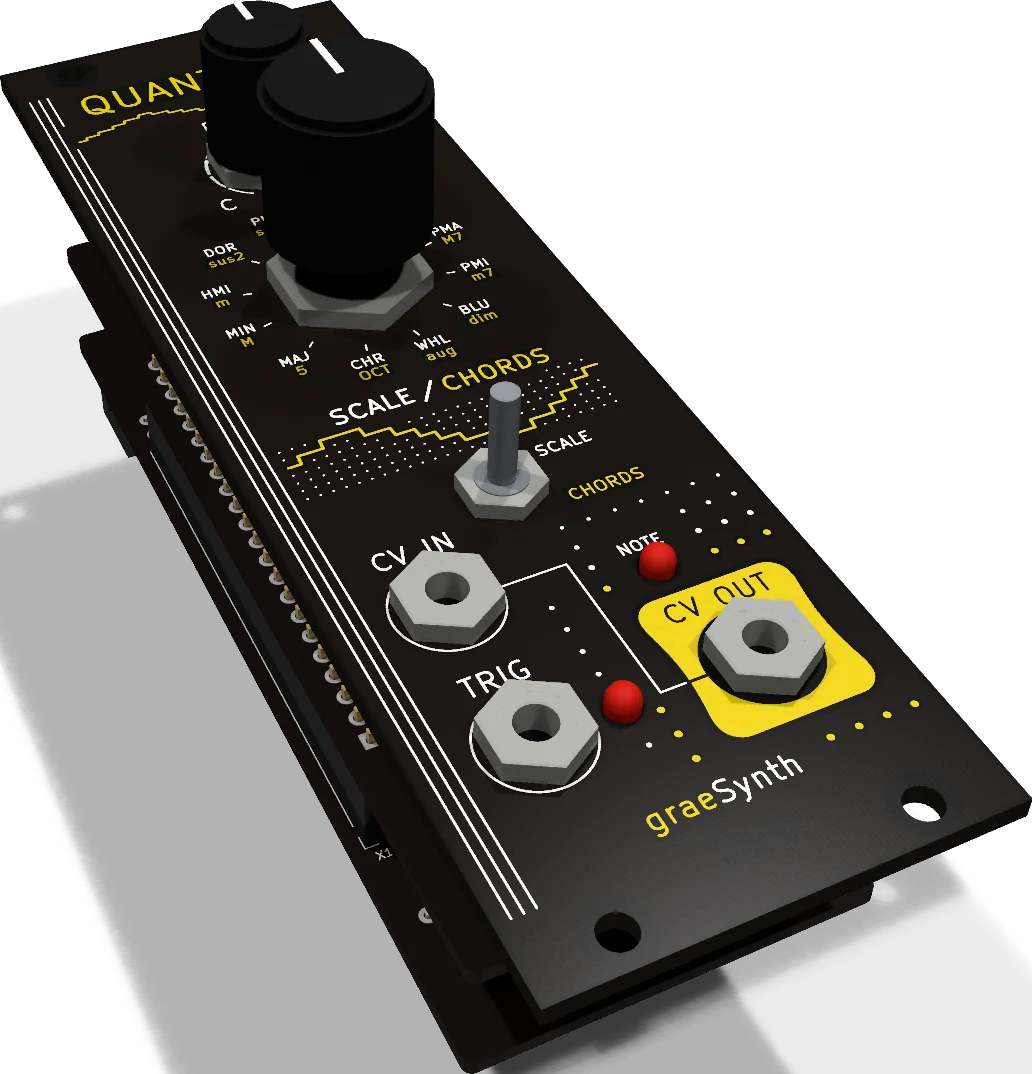 QUANT
C
DOR
sus2
HMI
m
MIN
M
MAJ
5
CHR
OCT
WHL
aug
BLU
dim
PMI
m7
PMA
M7
SCALE / CHORDS
SCALE
CHORDS
CV IN
NOTE
CV OUT
TRIG
graeSynth
X1